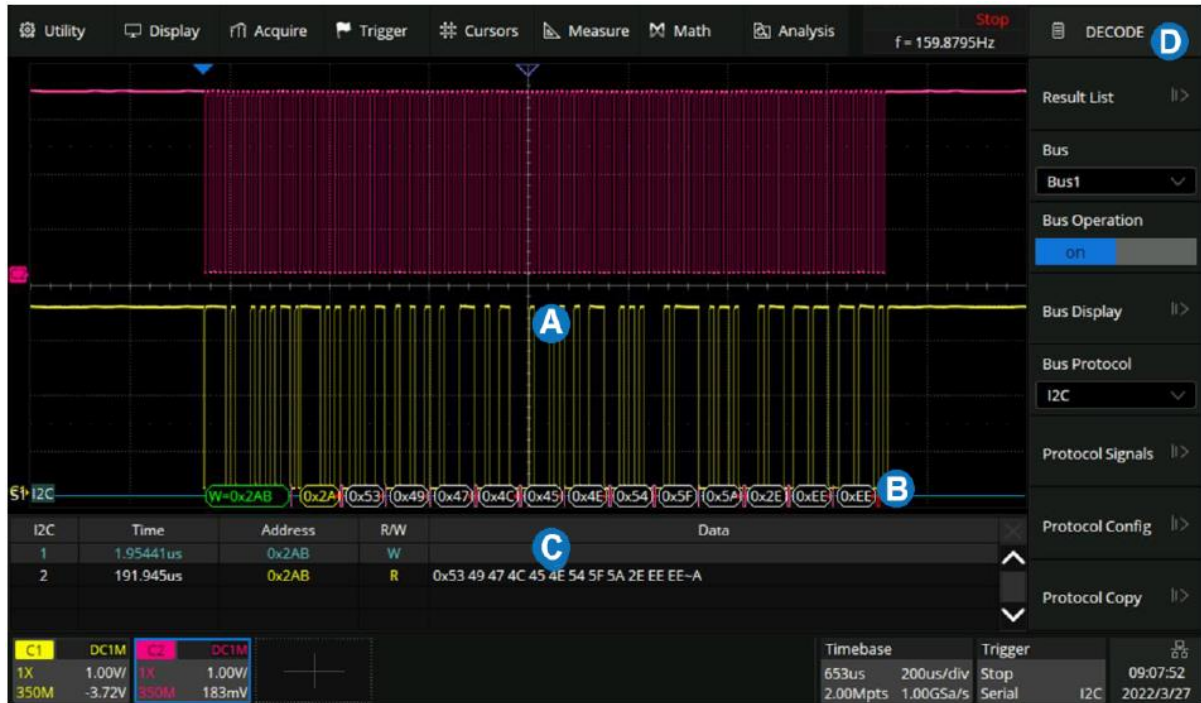 Utility Display Acquire Trigger Cursors Measure Math Analysis Stop
f = 159.8795Hz
DECODE D
Result List
Bus
Bus1
Bus Operation
on
A
Bus Display
Bus Protocol
I2C
Protocol Signals
S1 I2C W=0x2AB 0x2A 0x53 0x49 0x47 0x4C 0x45 0x4E 0x54 0x5F 0x5A 0x2E 0xEE 0xEE B
I2C Time Address R/W Data
1 1.95441us 0x2AB W C
2 191.945us 0x2AB R 0x53 49 47 4C 45 4E 54 5F 5A 2E EE EE~A
Protocol Config
Protocol Copy
C1 DC1M C2 DC1M
1X 1.00V/ 1X 1.00V/
350M -3.72V 350M 183mV
Timebase Trigger
653us 200us/div Stop 09:07:52
2.00Mpts 1.00GSa/s Serial I2C 2022/3/27